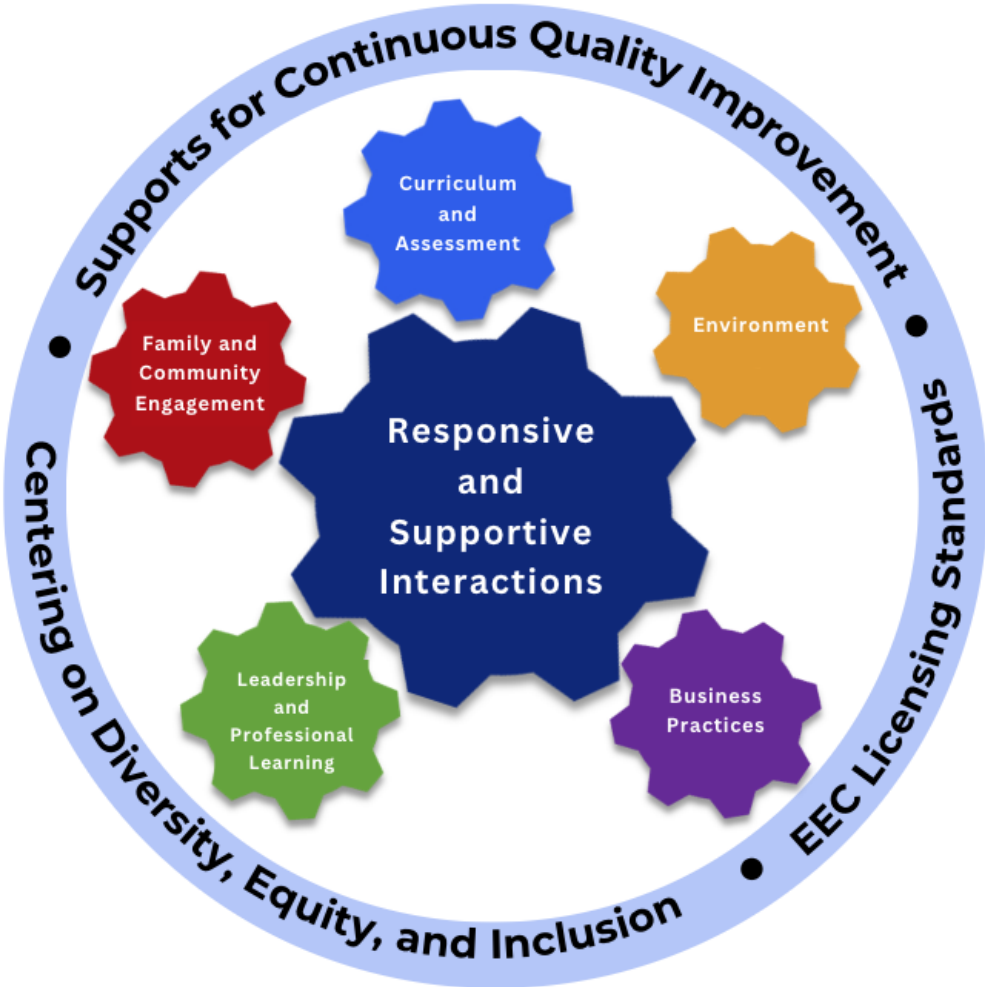 Supports for Continuous Quality Improvement
EEC Licensing Standards
Centering on Diversity, Equity, and Inclusion
Curriculum
and
Assessment
Environment
Family and
Community
Engagement
Responsive
and
Supportive
Interactions
Leadership
and
Professional
Learning
Business
Practices